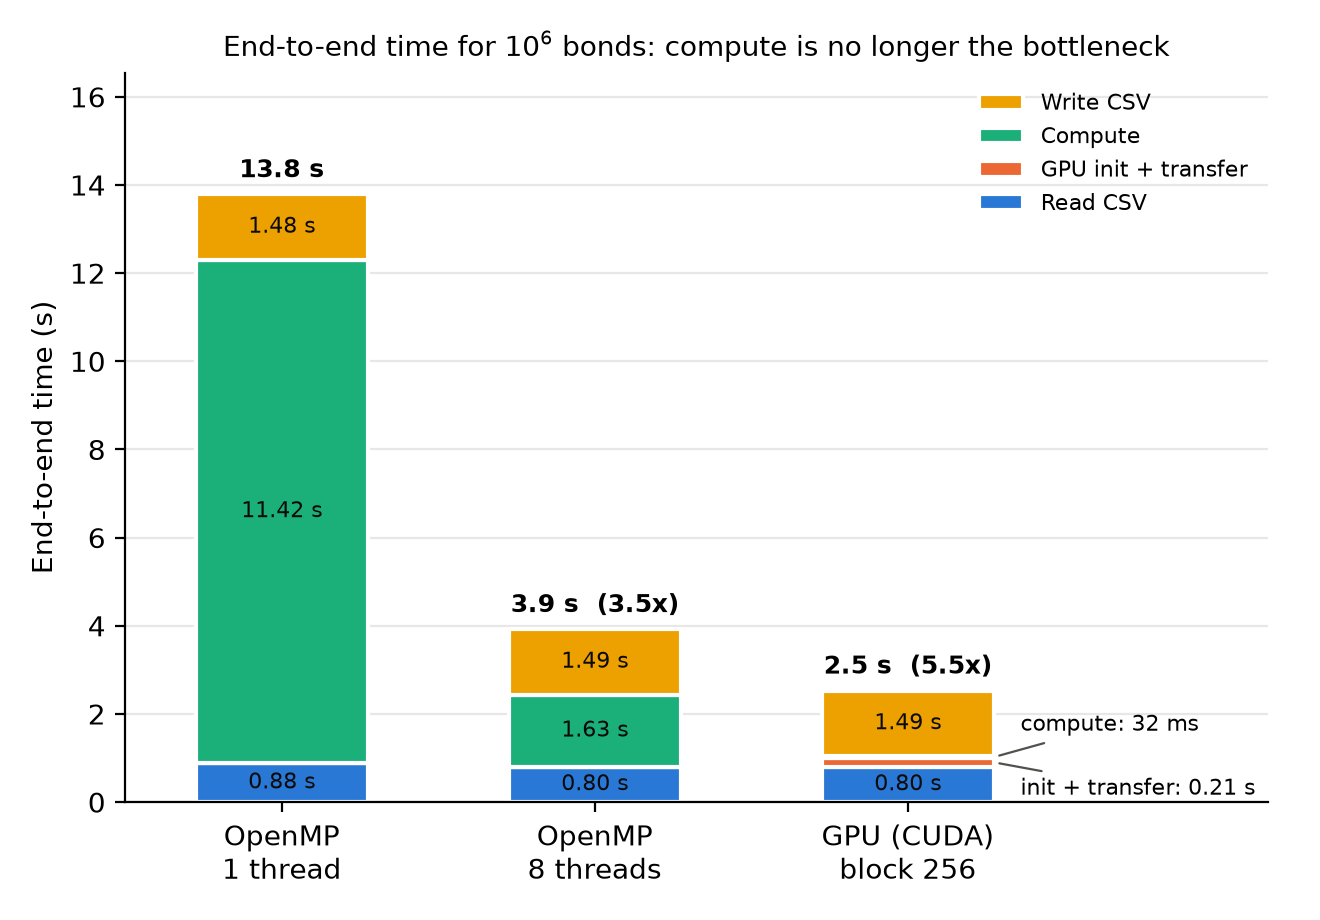 End-to-end time for 10⁶ bonds: compute is no longer the bottleneck
End-to-end time (s)
16
14
12
10
8
6
4
2
0
Write CSV
Compute
GPU init + transfer
Read CSV
13.8 s
1.48 s
11.42 s
0.88 s
3.9 s (3.5x)
1.49 s
1.63 s
0.80 s
2.5 s (5.5x)
1.49 s
0.80 s
compute: 32 ms
init + transfer: 0.21 s
OpenMP
1 thread
OpenMP
8 threads
GPU (CUDA)
block 256